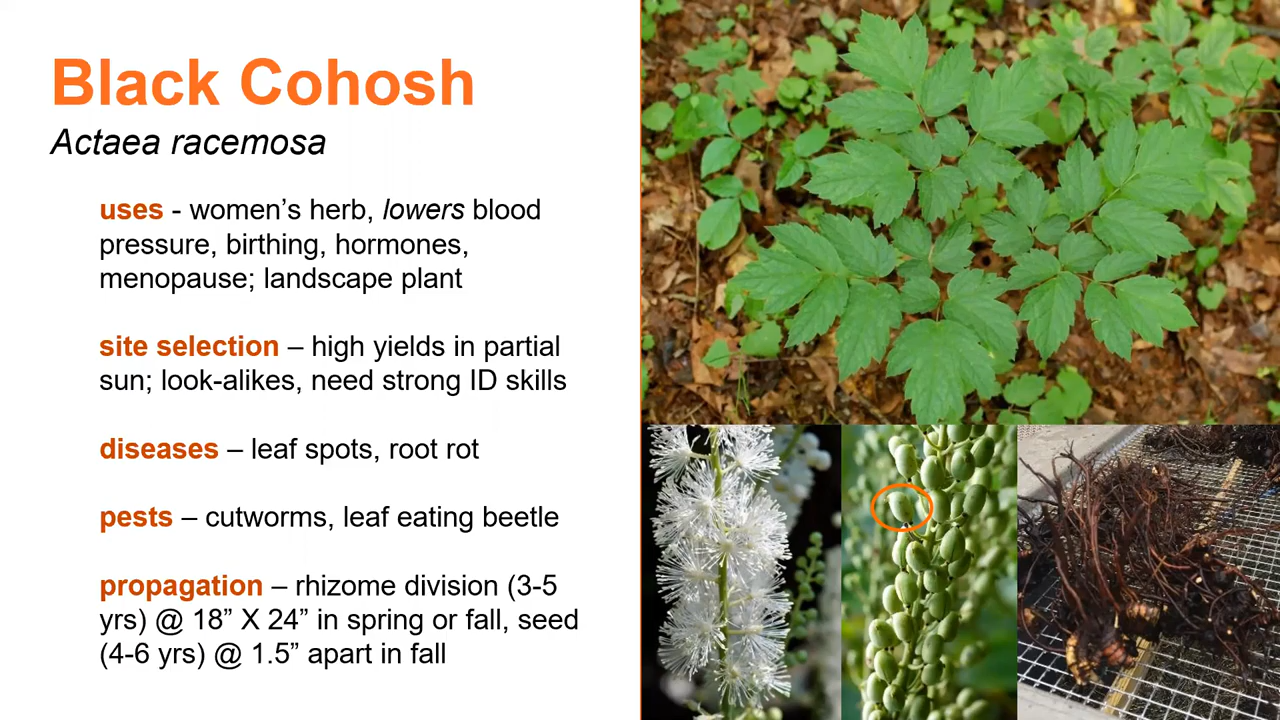 Black Cohosh
Actaea racemosa
uses - women’s herb, lowers blood
pressure, birthing, hormones,
menopause; landscape plant
site selection – high yields in partial
sun; look-alikes, need strong ID skills
diseases – leaf spots, root rot
pests – cutworms, leaf eating beetle
propagation – rhizome division (3-5
yrs) @ 18” X 24” in spring or fall, seed
(4-6 yrs) @ 1.5” apart in fall